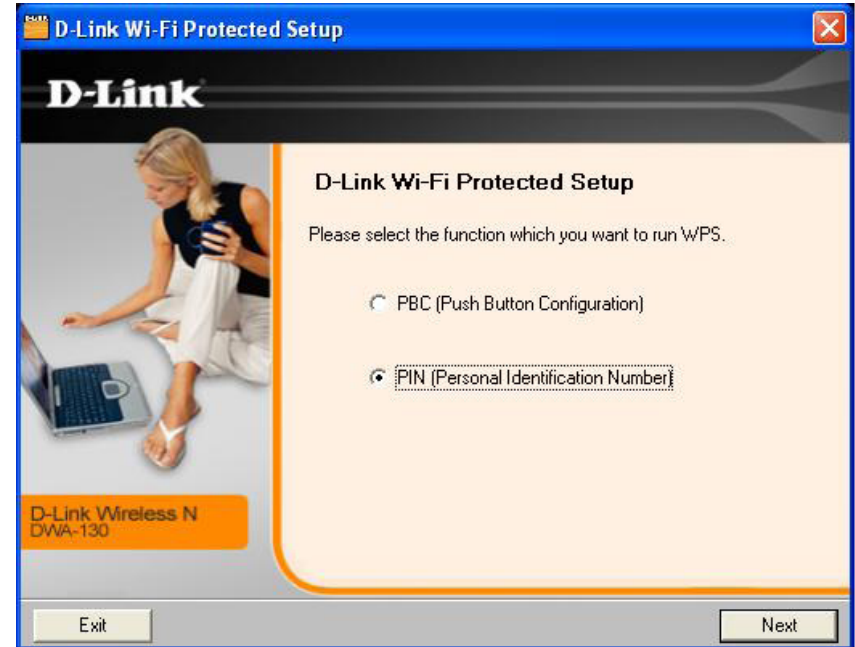 D-Link Wi-Fi Protected Setup
D-Link
D-Link Wi-Fi Protected Setup
Please select the function which you want to run WPS.
PBC (Push Button Configuration)
PIN (Personal Identification Number)
D-Link Wireless N
DWA-130
Exit
Next